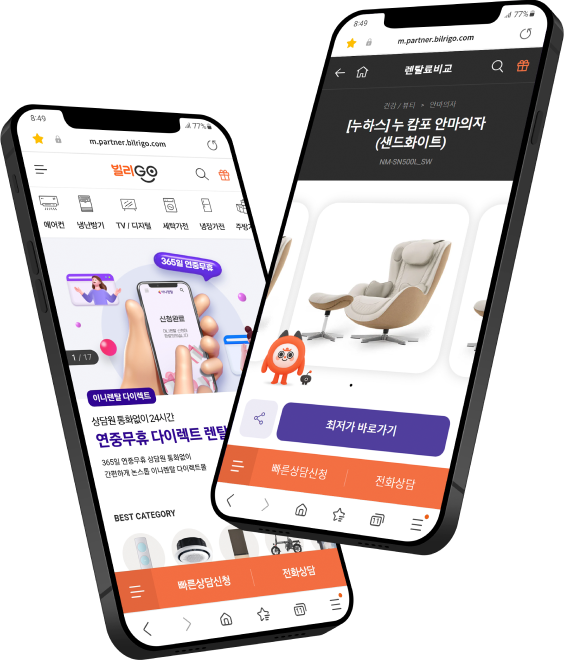 8:49
77%
m.partner.bilrigo.com
빌리GO
에어컨
냉난방기
TV / 디지털
세탁가전
냉장가전
365일 연중무휴
신청완료
1 / 17
이니렌탈 다이렉트
상담원 통화없이 24시간
연중무휴 다이렉트 렌탈
365일 연중무휴 상담원 통화없이
간편하게 논스톱 이니렌탈 다이렉트몰
BEST CATEGORY
빠른상담신청
전화상담
8:49
77%
m.partner.bilrigo.com
렌탈료비교
건강 / 뷰티 • 안마의자
[누하스] 누 캄포 안마의자
(샌드화이트)
NM-SN500L_SW
최저가 바로가기
빠른상담신청
전화상담